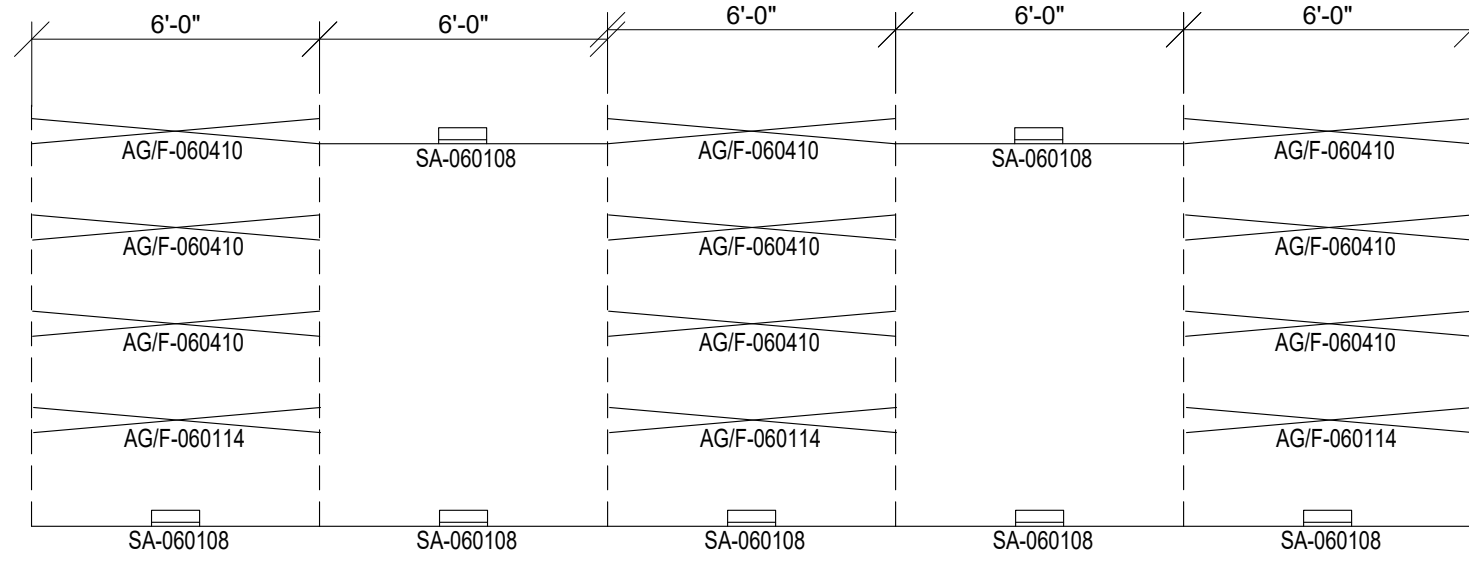 6'-0" 6'-0" 6'-0" 6'-0" 6'-0"
AG/F-060410 SA-060108 AG/F-060410 SA-060108 AG/F-060410
AG/F-060410 AG/F-060410 AG/F-060410
AG/F-060410 AG/F-060410 AG/F-060410
AG/F-060114 AG/F-060114 AG/F-060114
SA-060108 SA-060108 SA-060108 SA-060108 SA-060108